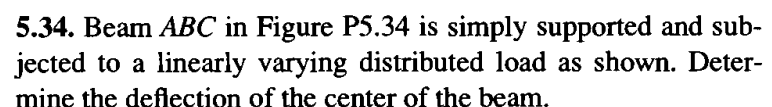 5.34. Beam ABC in Figure P5.34 is simply supported and sub-
jected to a linearly varying distributed load as shown. Deter-
mine the deflection of the center of the beam.